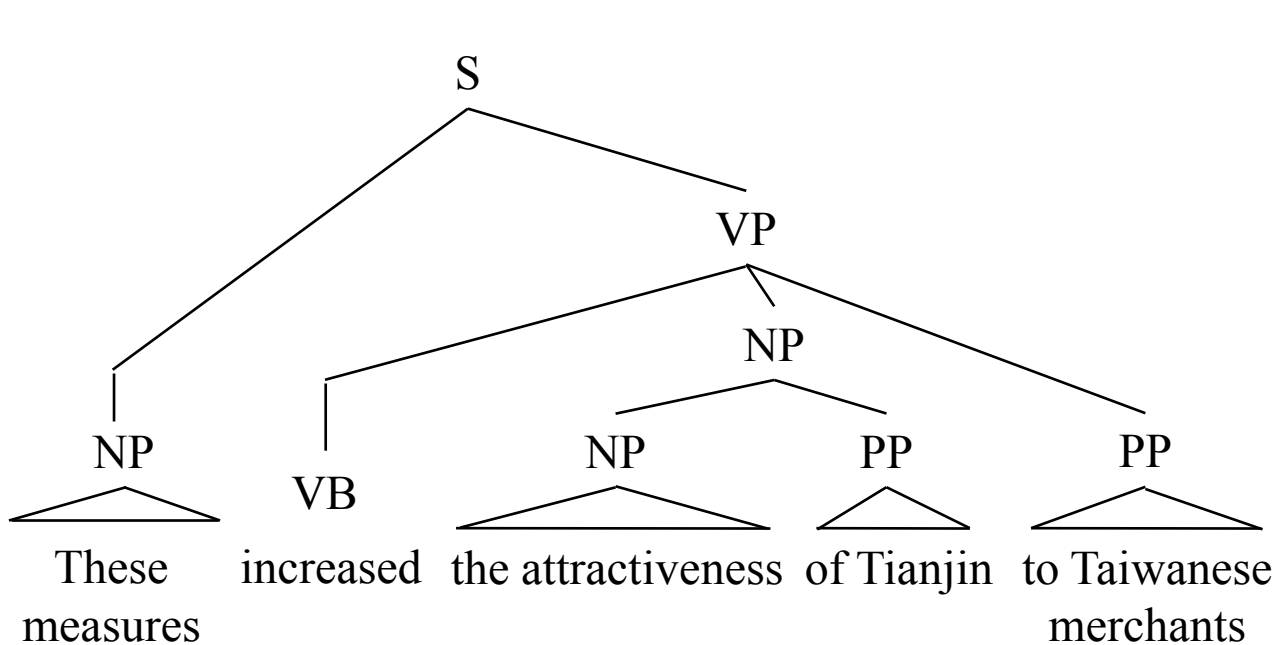 S
VP
NP
NP VB NP PP PP
These increased the attractiveness of Tianjin to Taiwanese
measures merchants